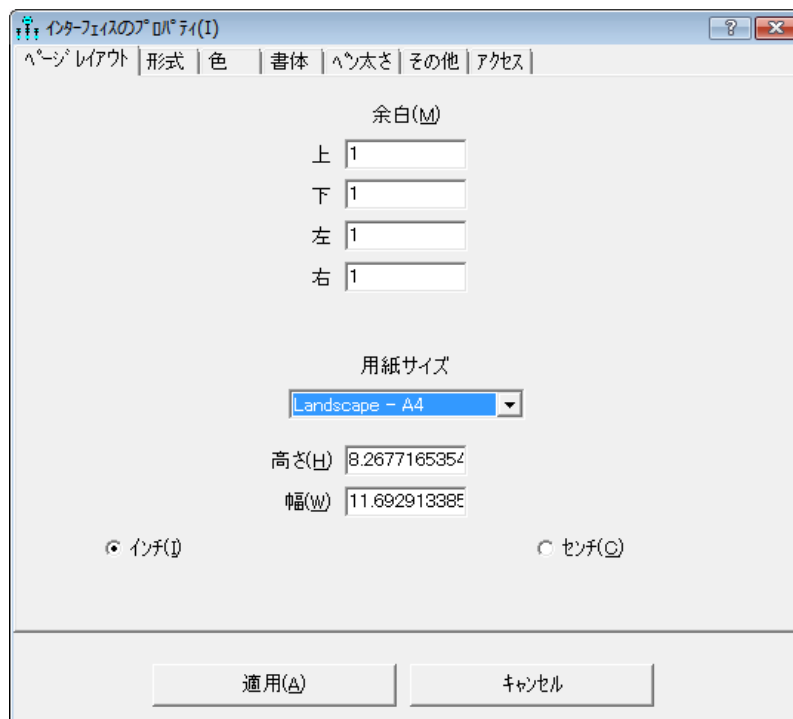 ｲﾝﾀｰﾌｪｲｽのﾌﾟﾛﾊﾟﾃｨ(I)
ﾍﾟｰｼﾞﾚｲｱｳﾄ 形式 色 書体 ﾍﾟﾝ太さ その他 ｱｸｾｽ
余白(M)
上 1
下 1
左 1
右 1
用紙サイズ
Landscape - A4
高さ(H) 8.2677165354
幅(W) 11.692913385
ｲﾝﾁ(I) ｾﾝﾁ(C)
適用(A) ｷｬﾝｾﾙ